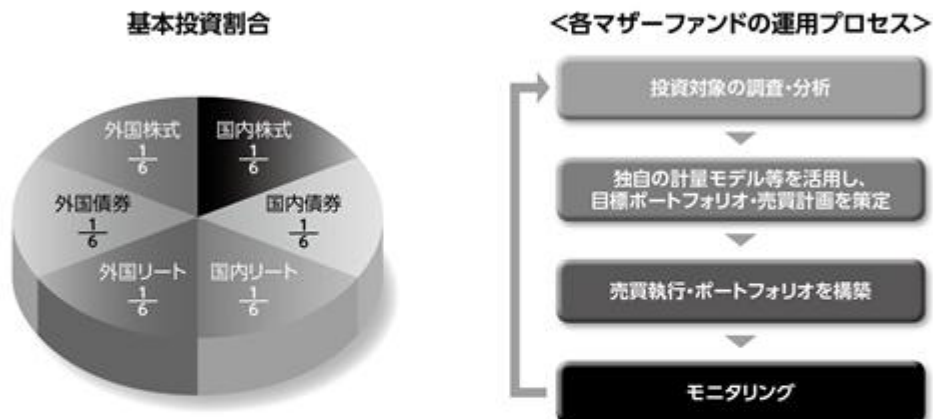 基本投資割合
外国株式
1
6
国内株式
1
6
外国債券
1
6
国内債券
1
6
外国リート
1
6
国内リート
1
6
<各マザーファンドの運用プロセス>
投資対象の調査・分析
独自の計量モデル等を活用し、
目標ポートフォリオ・売買計画を策定
売買執行・ポートフォリオを構築
モニタリング